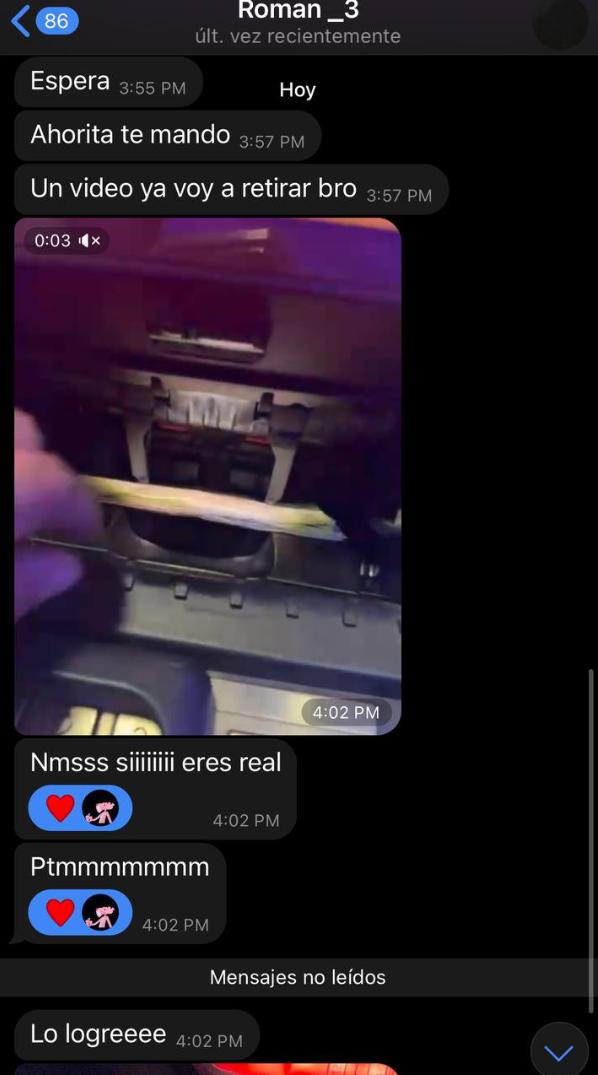 86
Roman _3
últ. vez recientemente
Espera 3:55 PM
Hoy
Ahorita te mando 3:57 PM
Un video ya voy a retirar bro 3:57 PM
0:03
4:02 PM
Nmsss siiiiiiii eres real
4:02 PM
Ptmmmmmmm
4:02 PM
Mensajes no leídos
Lo logreeee 4:02 PM